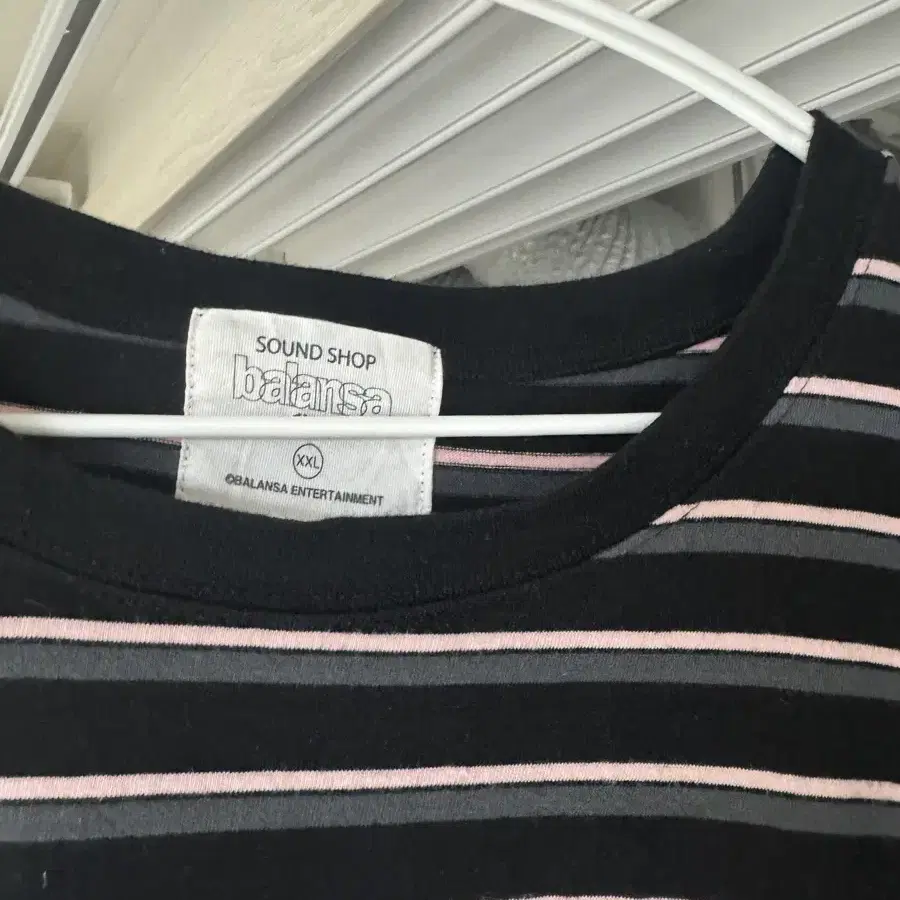 SOUND SHOP
balansa
XXL
©BALANSA ENTERTAINMENT